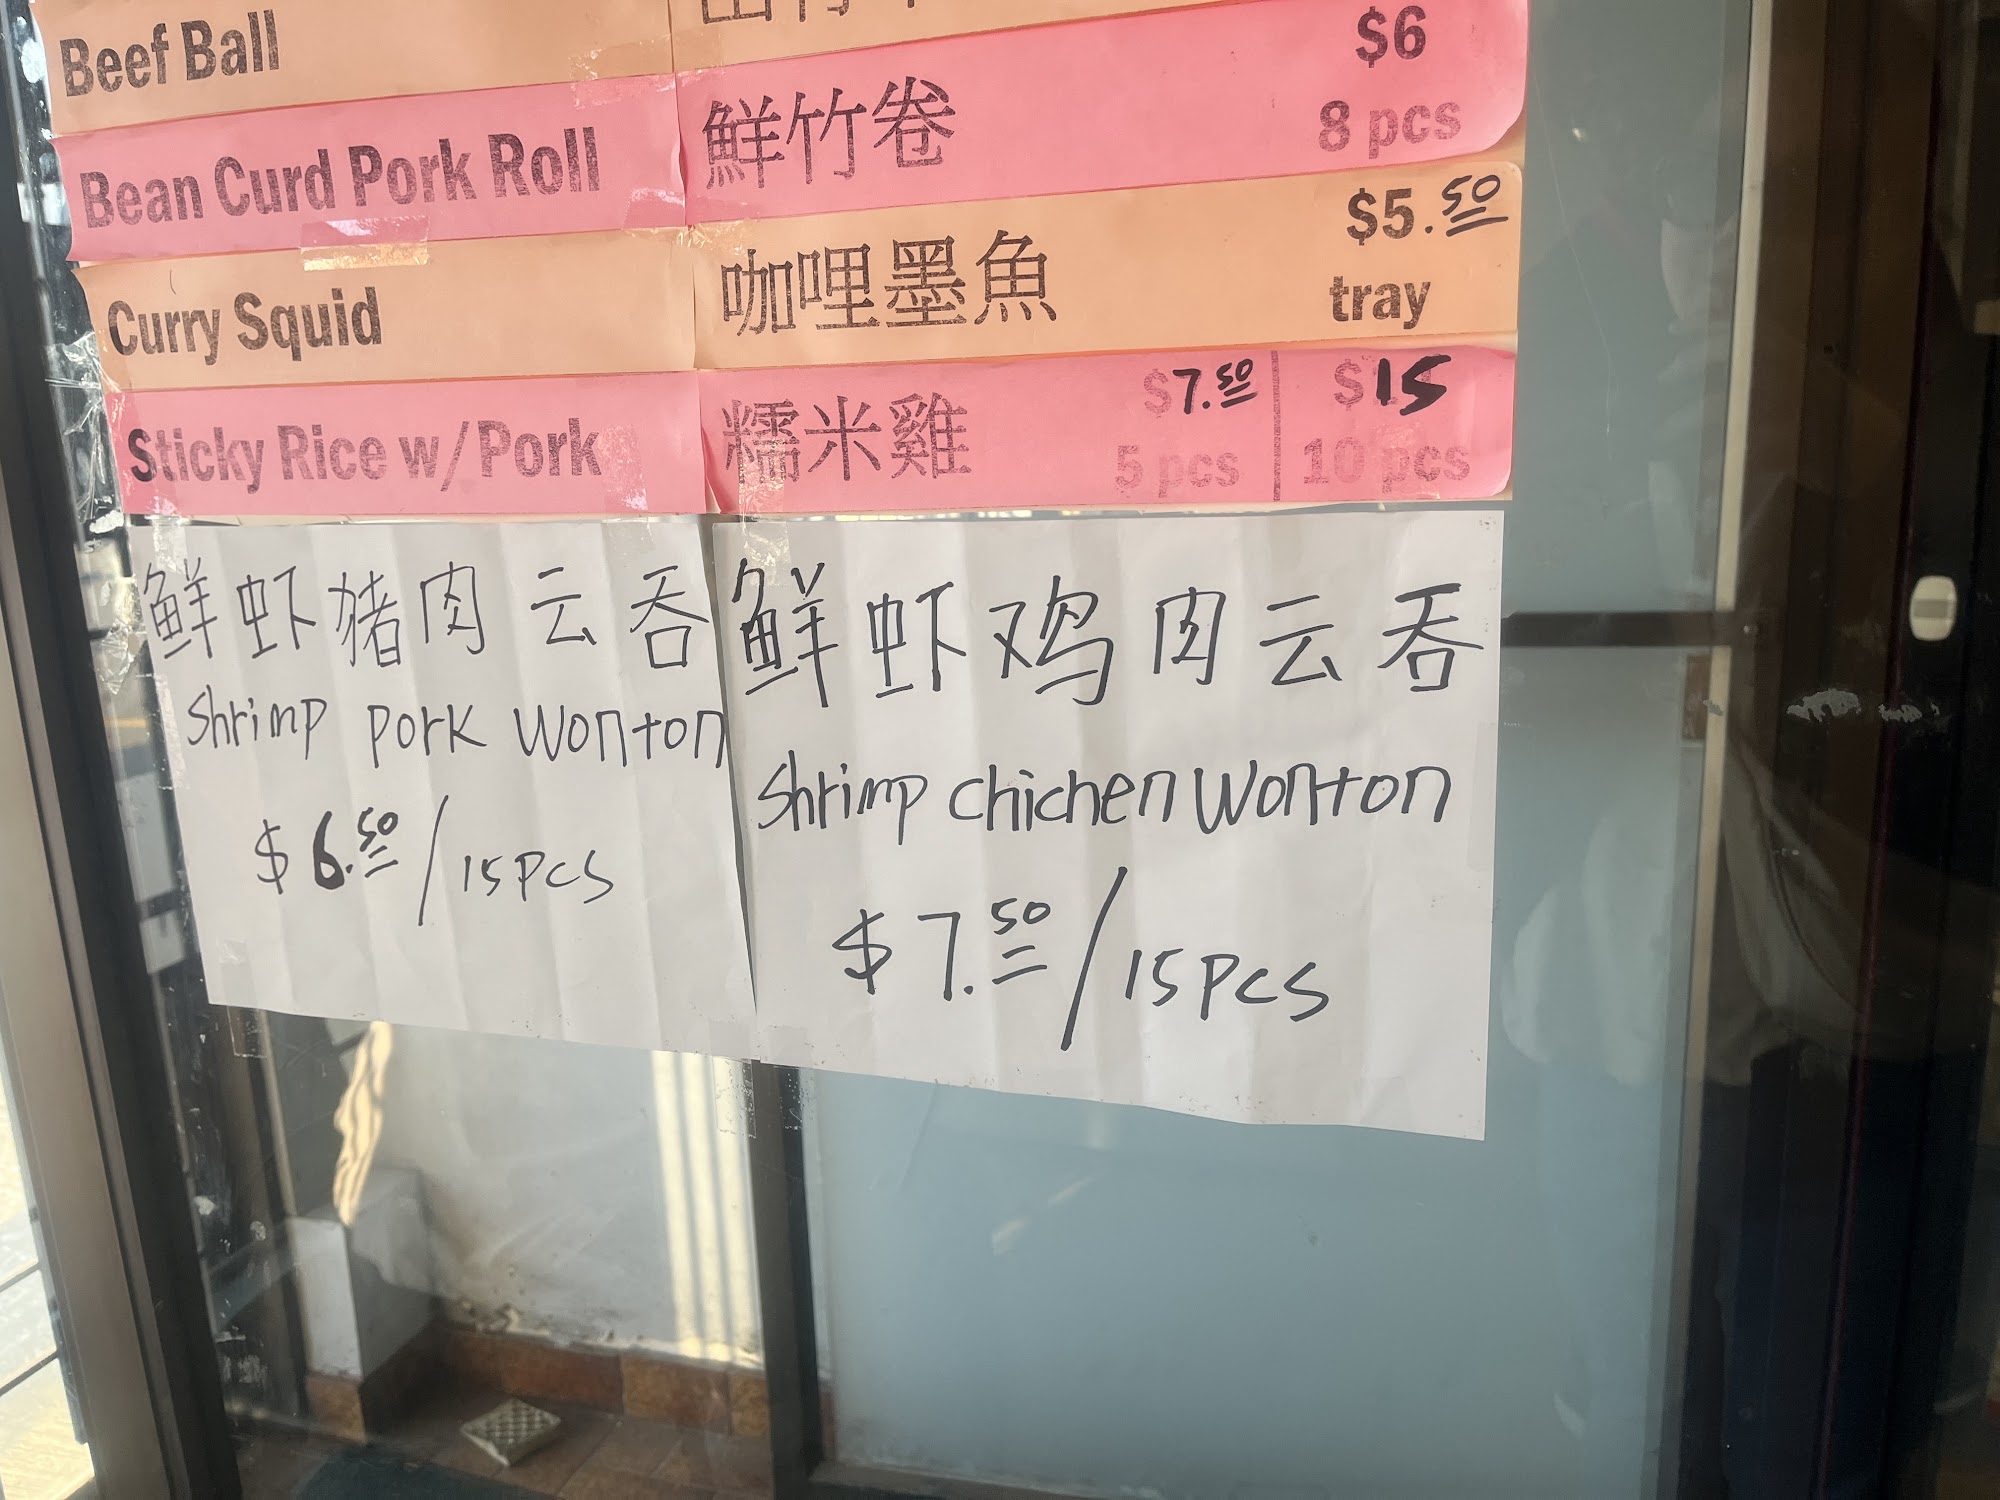 Beef Ball
Bean Curd Pork Roll 鮮竹卷 $6
8 pcs
Curry Squid 咖哩墨魚 $5.50
tray
Sticky Rice w/Pork 糯米雞 $7.50 $15
5 pcs 10 pcs
鲜虾猪肉云吞
Shrimp pork wonton
$6.50/15pcs
鲜虾鸡肉云吞
Shrimp chichen wonton
$7.50/15pcs